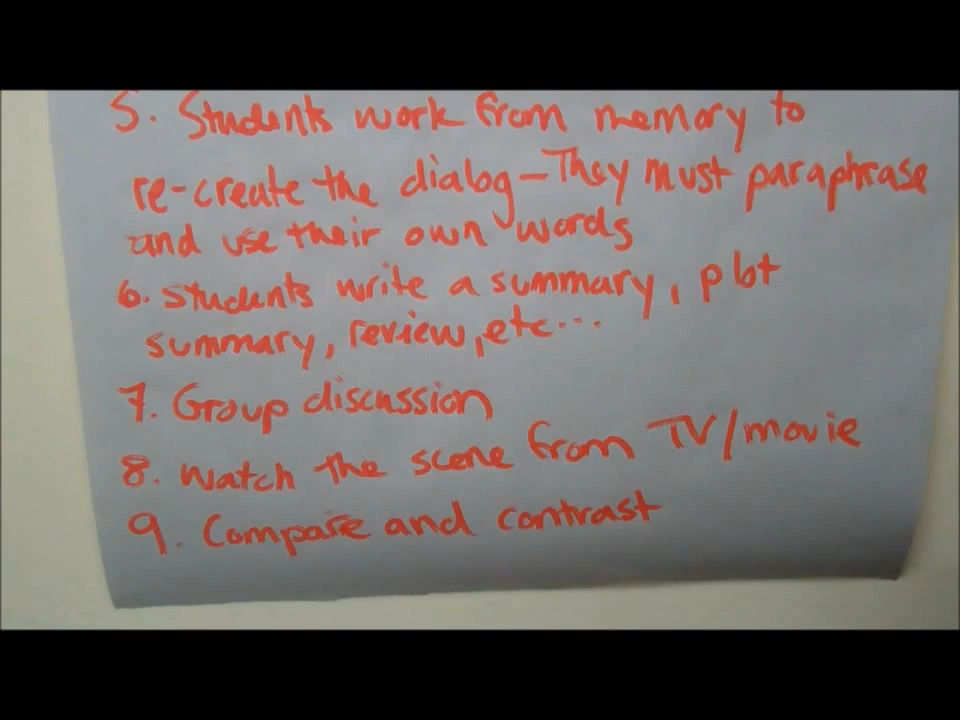 5. Students work from memory to
re-create the dialog - They must paraphrase
and use their own words
6. Students write a summary, plot
summary, review, etc...
7. Group discussion
8. Watch the scene from TV/movie
9. Compare and contrast